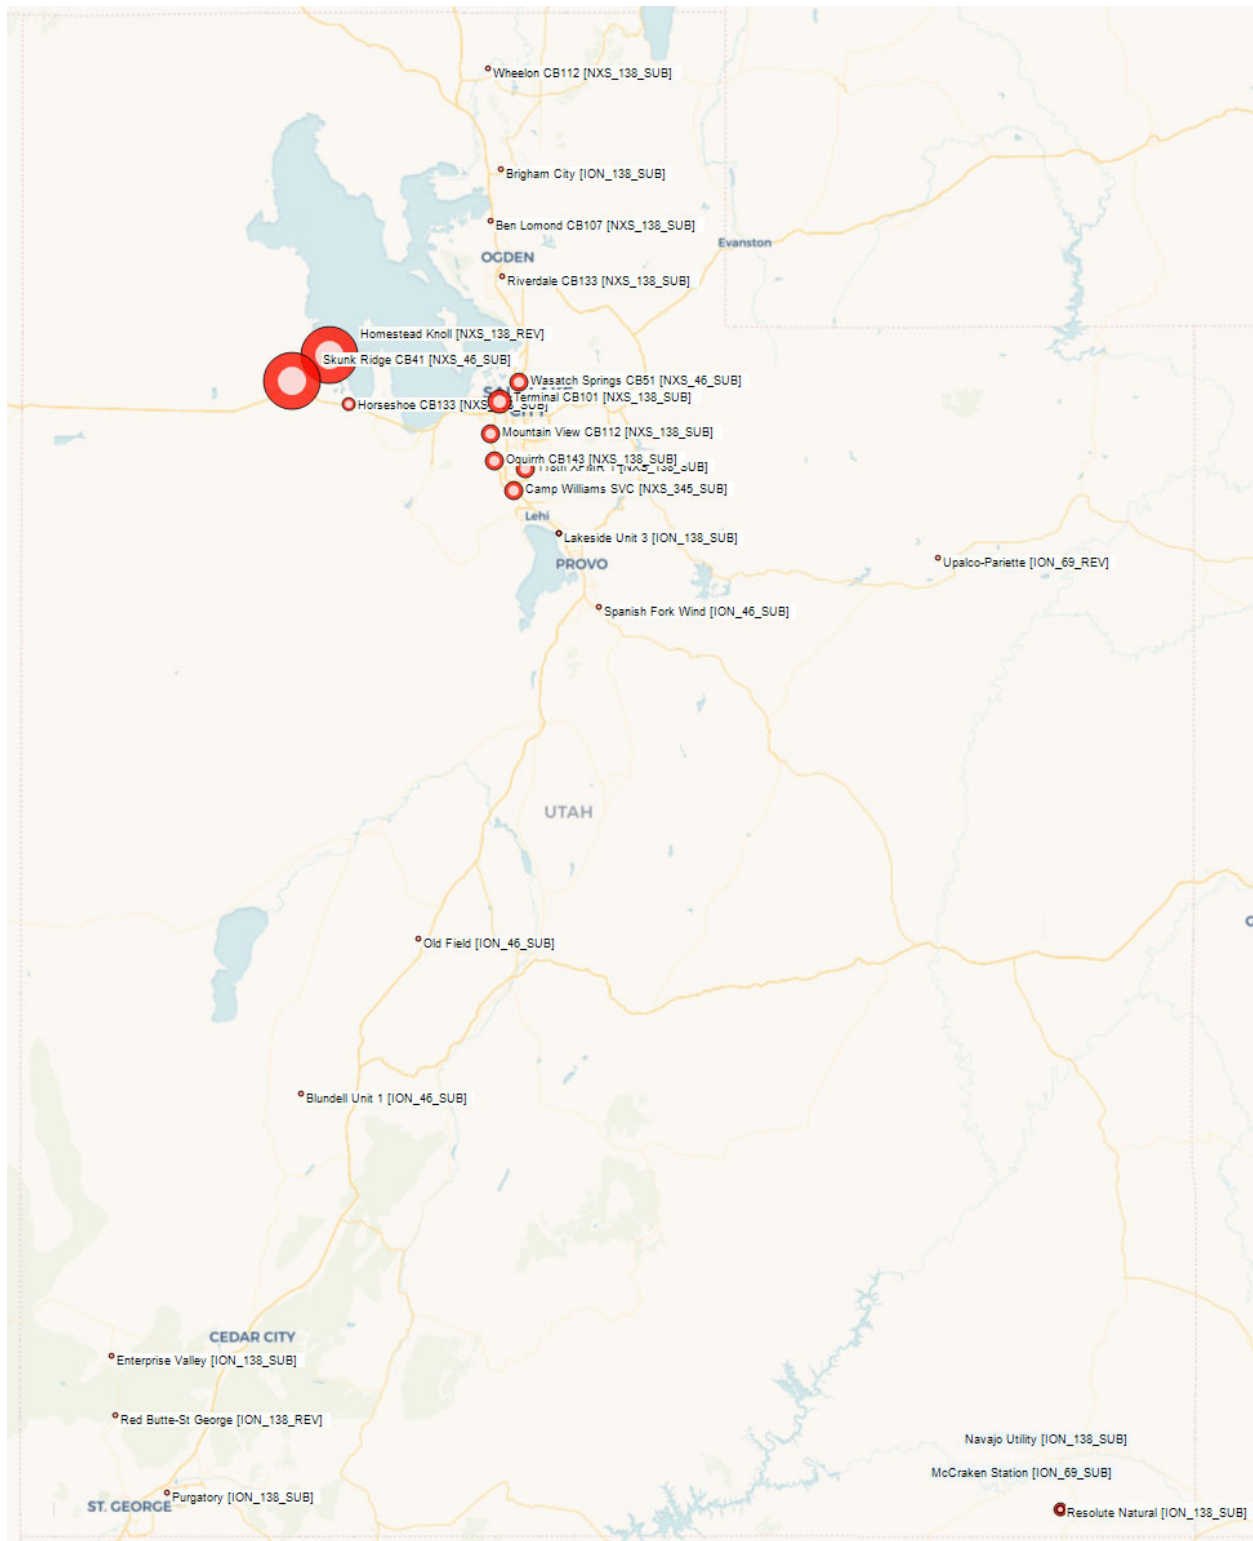 Wheelon CB112 [NXS_138_SUB]
Brigham City [ION_138_SUB]
Ben Lomond CB107 [NXS_138_SUB]
Evanston
OGDEN
Riverdale CB133 [NXS_138_SUB]
Homestead Knoll [NXS_138_REV]
Skunk Ridge CB41 [NXS_46_SUB]
Wasatch Springs CB51 [NXS_46_SUB]
Terminal CB101 [NXS_138_SUB]
Horseshoe CB133 [NXS
CITY
Mountain View CB112 [NXS_138_SUB]
Oquirrh CB143 [NXS_138_SUB]
Camp Williams SVC [NXS_345_SUB]
Lehi
Lakeside Unit 3 [ION_138_SUB]
PROVO
Upalco-Pariette [ION_69_REV]
Spanish Fork Wind [ION_46_SUB]
UTAH
Old Field [ION_46_SUB]
Blundell Unit 1 [ION_46_SUB]
CEDAR CITY
Enterprise Valley [ION_138_SUB]
Red Butte-St George [ION_138_REV]
Navajo Utility [ION_138_SUB]
McCraken Station [ION_69_SUB]
Purgatory [ION_138_SUB]
ST. GEORGE
Resolute Natural [ION_138_SUB]